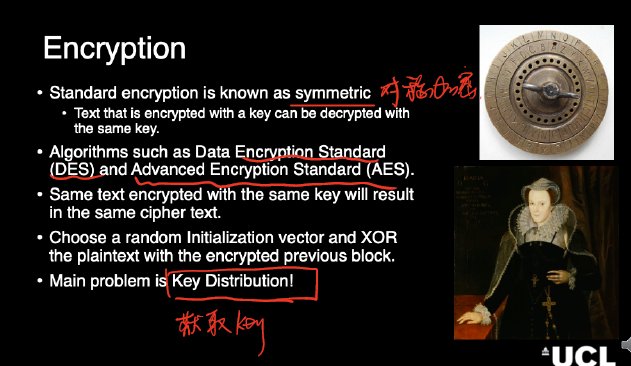 Encryption
• Standard encryption is known as symmetric 对称加密
• Text that is encrypted with a key can be decrypted with
the same key.
• Algorithms such as Data Encryption Standard
(DES) and Advanced Encryption Standard (AES).
• Same text encrypted with the same key will result
in the same cipher text.
• Choose a random Initialization vector and XOR
the plaintext with the encrypted previous block.
• Main problem is Key Distribution!
获取key
UCL